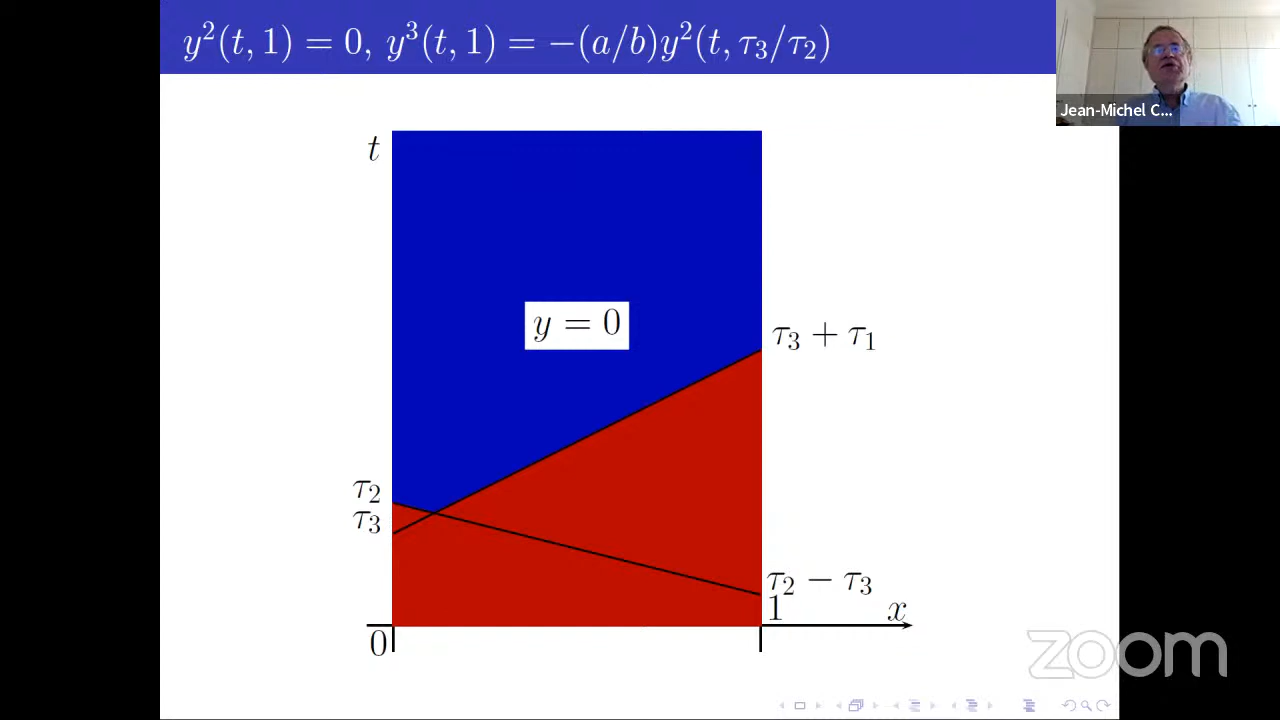 y²(t, 1) = 0, y³(t, 1) = −(a/b)y²(t, τ₃/τ₂)
Jean-Michel C...
t
y = 0
τ₃ + τ₁
τ₂
τ₃
τ₂ − τ₃
1
x
0
zoom